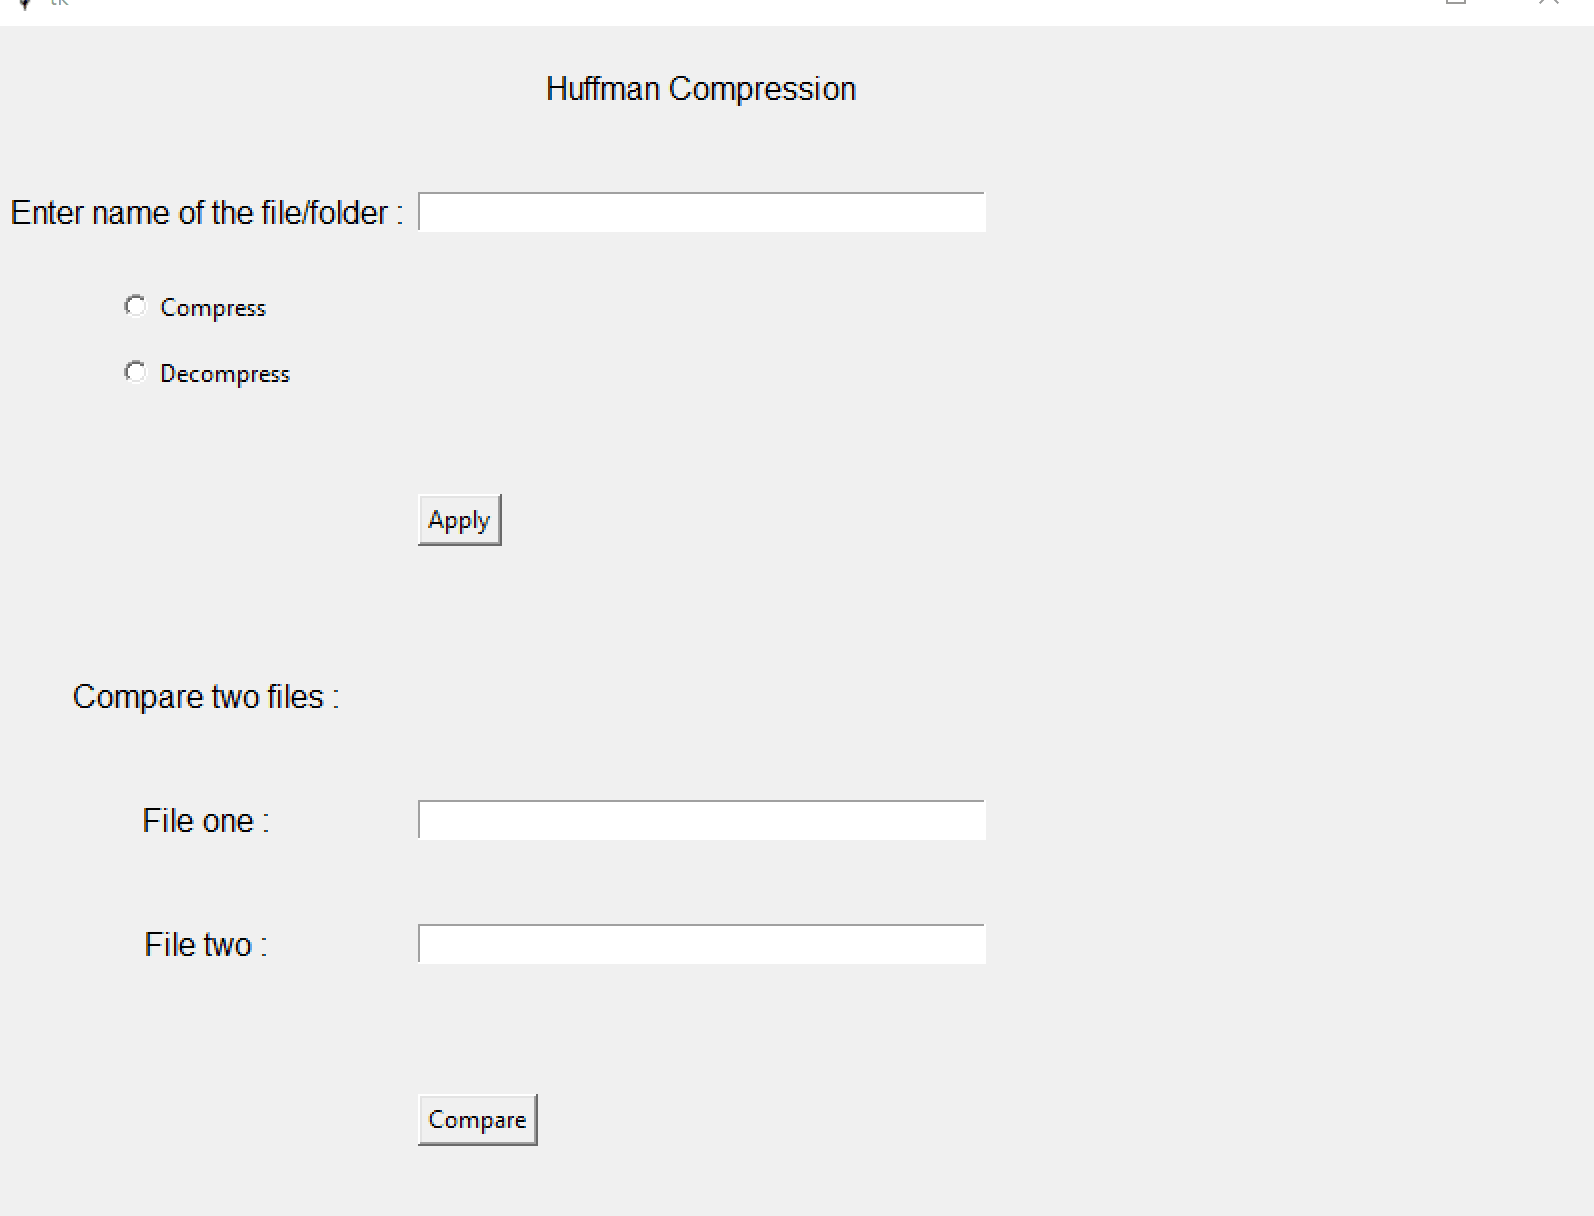 tk
Huffman Compression
Enter name of the file/folder :
Compress
Decompress
Apply
Compare two files :
File one :
File two :
Compare